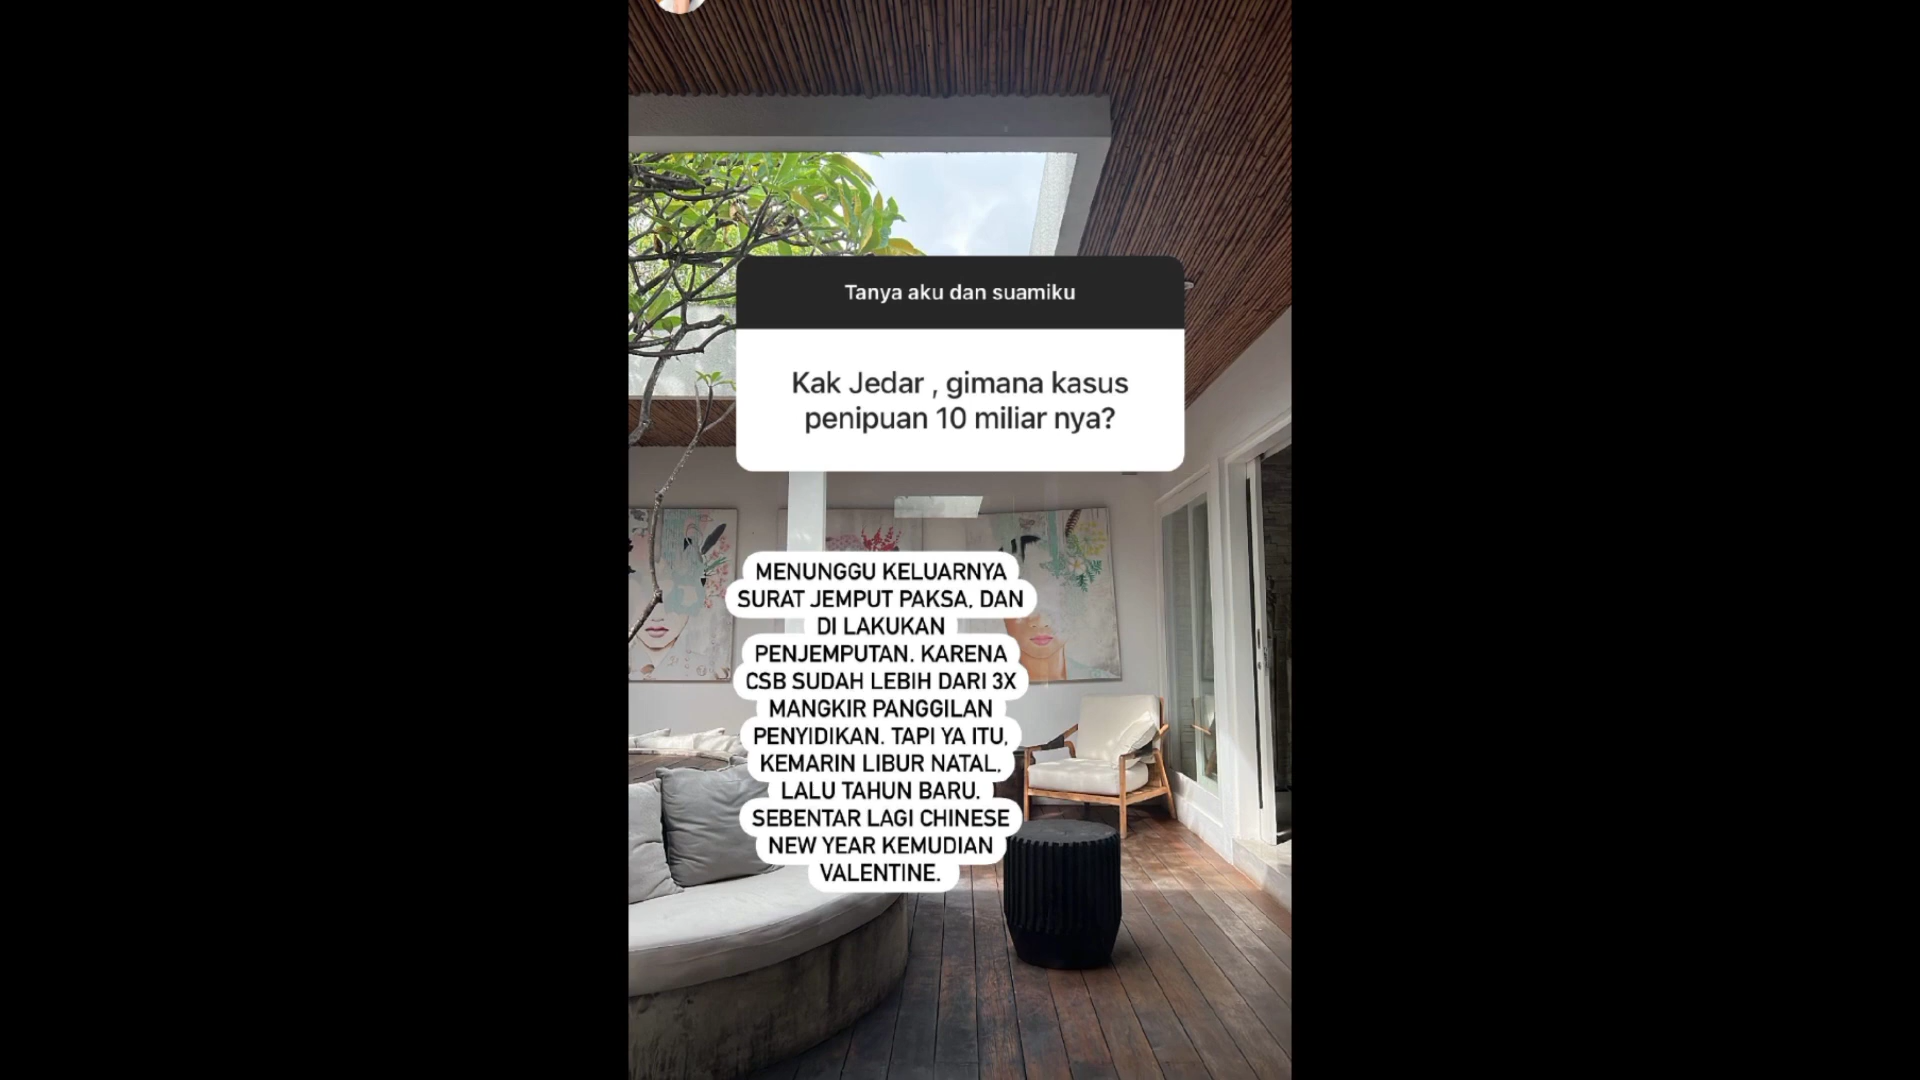 Tanya aku dan suamiku
Kak Jedar , gimana kasus
penipuan 10 miliar nya?
MENUNGGU KELUARNYA
SURAT JEMPUT PAKSA, DAN
DI LAKUKAN
PENJEMPUTAN. KARENA
CSB SUDAH LEBIH DARI 3X
MANGKIR PANGGILAN
PENYIDIKAN. TAPI YA ITU,
KEMARIN LIBUR NATAL,
LALU TAHUN BARU.
SEBENTAR LAGI CHINESE
NEW YEAR KEMUDIAN
VALENTINE.